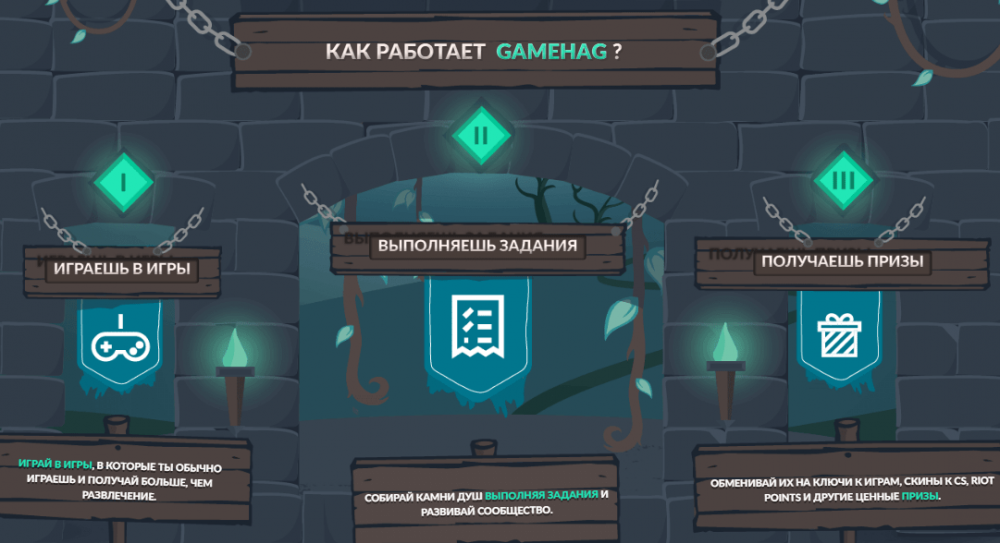 КАК РАБОТАЕТ GAMEHAG ?
I
II
III
ИГРАЕШЬ В ИГРЫ
ВЫПОЛНЯЕШЬ ЗАДАНИЯ
ПОЛУЧАЕШЬ ПРИЗЫ
ИГРАЙ В ИГРЫ, В КОТОРЫЕ ТЫ ОБЫЧНО
ИГРАЕШЬ И ПОЛУЧАЙ БОЛЬШЕ, ЧЕМ
РАЗВЛЕЧЕНИЕ.
СОБИРАЙ КАМНИ ДУШ ВЫПОЛНЯЯ ЗАДАНИЯ И
РАЗВИВАЙ СООБЩЕСТВО.
ОБМЕНИВАЙ ИХ НА КЛЮЧИ К ИГРАМ, СКИНЫ К CS, RIOT
POINTS И ДРУГИЕ ЦЕННЫЕ ПРИЗЫ.